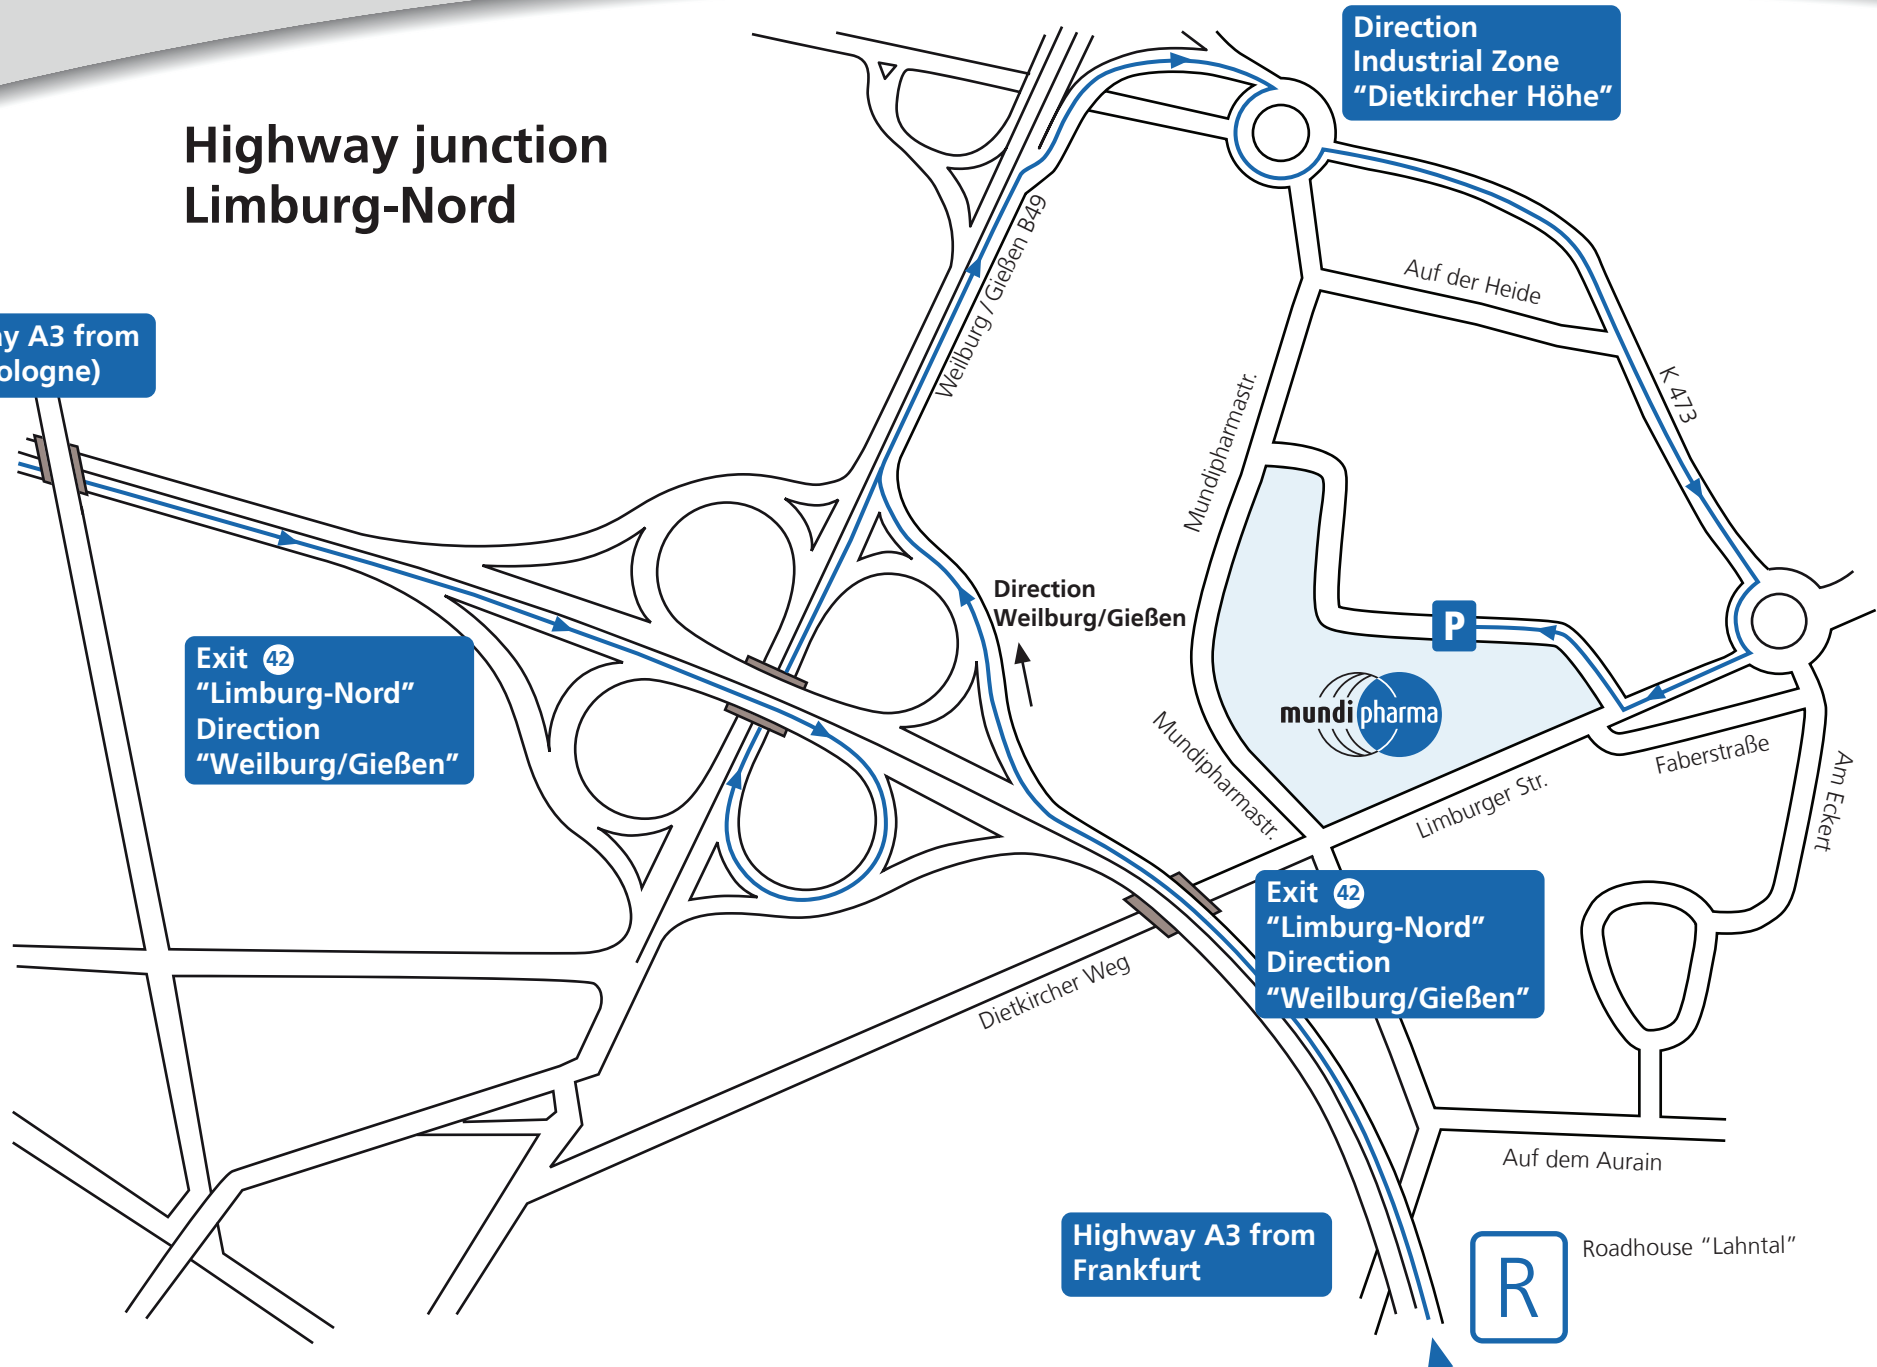 Direction
Industrial Zone
“Dietkircher Höhe”
Highway junction
Limburg-Nord
Weilburg / Gießen B49
Auf der Heide
A3 from
K 473
Mundipharmastr.
Direction
Weilburg/Gießen
P
Exit 42
“Limburg-Nord”
Direction
“Weilburg/Gießen”
mundipharma
Mundipharmastr.
Faberstraße
Am Eckert
Limburger Str.
Exit 42
“Limburg-Nord”
Direction
“Weilburg/Gießen”
Dietkircher Weg
Auf dem Aurain
Highway A3 from
Frankfurt
R
Roadhouse “Lahntal”